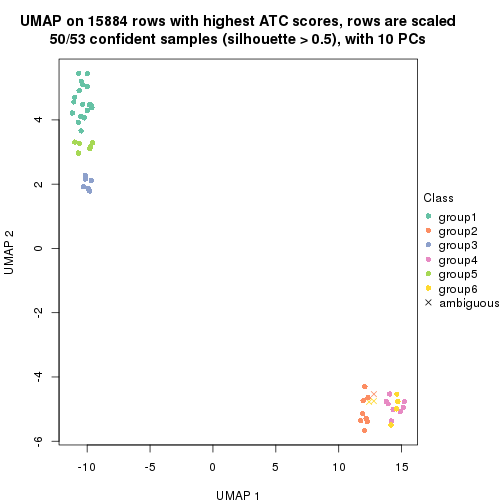 UMAP on 15884 rows with highest ATC scores, rows are scaled
50/53 confident samples (silhouette > 0.5), with 10 PCs
UMAP 2
4
2
0
-2
-4
-6
-10
-5
0
5
10
15
UMAP 1
Class
group1
group2
group3
group4
group5
group6
ambiguous